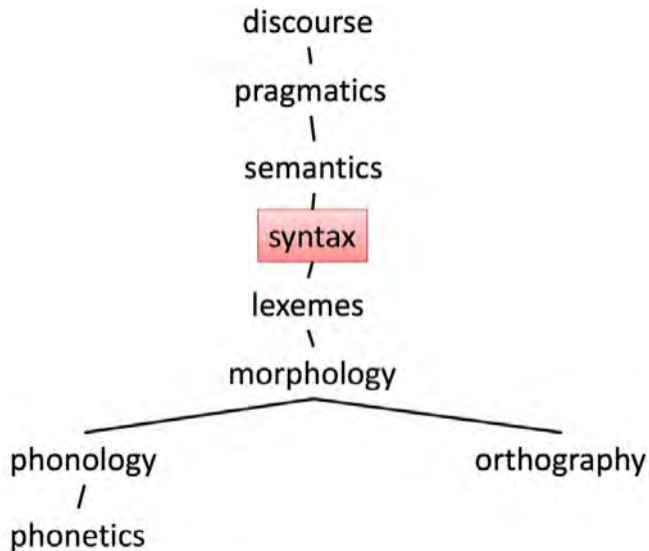 discourse
pragmatics
semantics
syntax
lexemes
morphology
phonology
orthography
phonetics